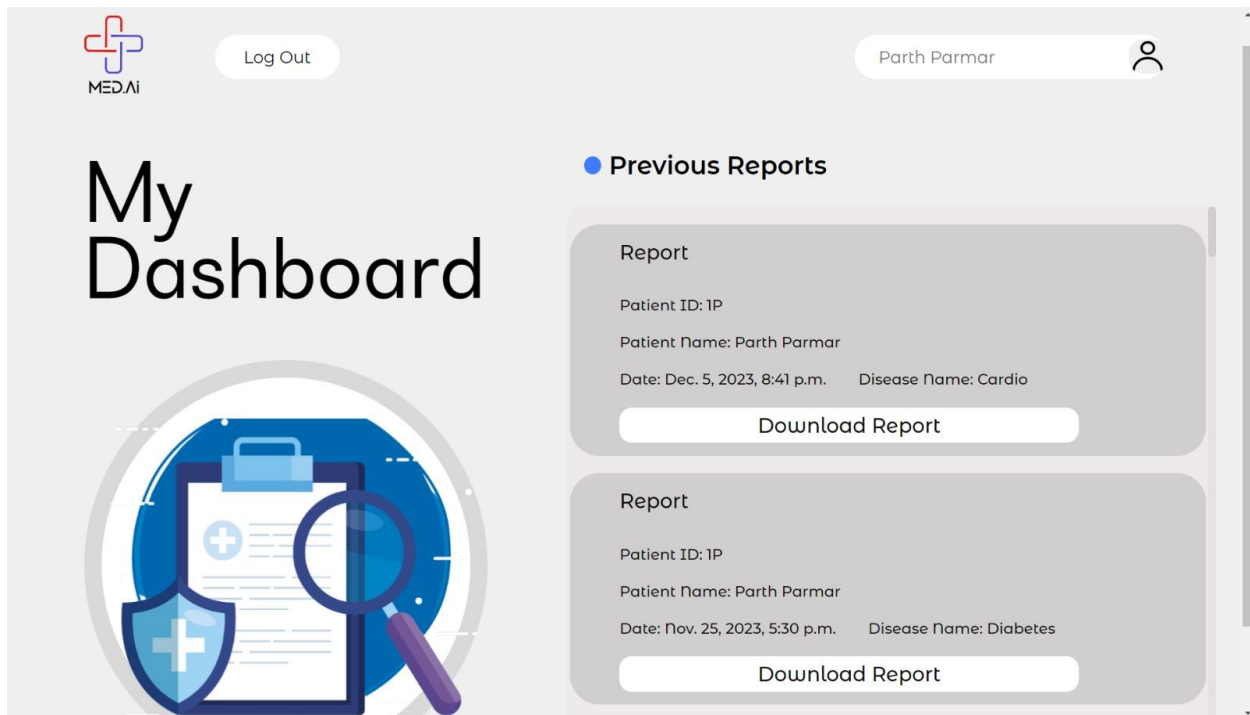 MED.Ai
Log Out
Parth Parmar
My
Dashboard
Previous Reports
Report
Patient ID: 1P
Patient Name: Parth Parmar
Date: Dec. 5, 2023, 8:41 p.m. Disease Name: Cardio
Download Report
Report
Patient ID: 1P
Patient Name: Parth Parmar
Date: Nov. 25, 2023, 5:30 p.m. Disease Name: Diabetes
Download Report